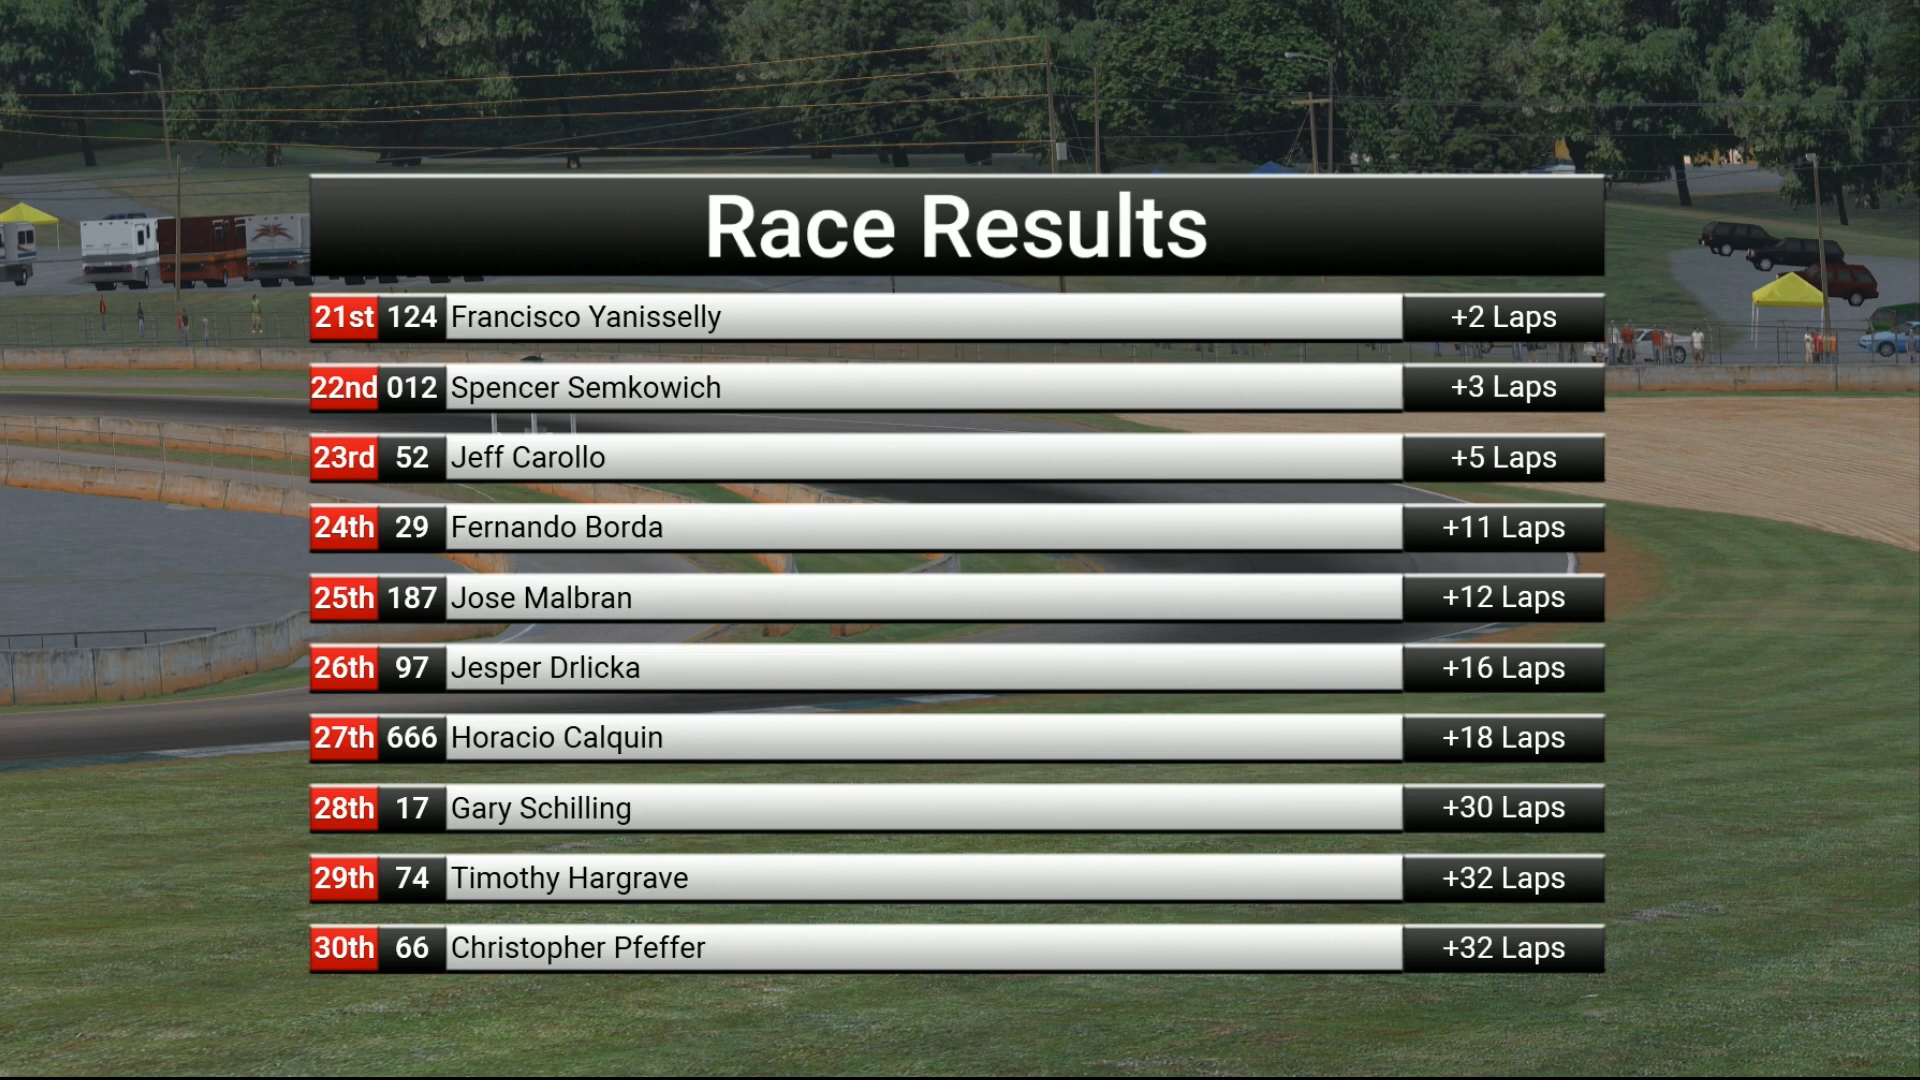 Race Results
21st 124 Francisco Yanisselly +2 Laps
22nd 012 Spencer Semkowich +3 Laps
23rd 52 Jeff Carollo +5 Laps
24th 29 Fernando Borda +11 Laps
25th 187 Jose Malbran +12 Laps
26th 97 Jesper Drlicka +16 Laps
27th 666 Horacio Calquin +18 Laps
28th 17 Gary Schilling +30 Laps
29th 74 Timothy Hargrave +32 Laps
30th 66 Christopher Pfeffer +32 Laps